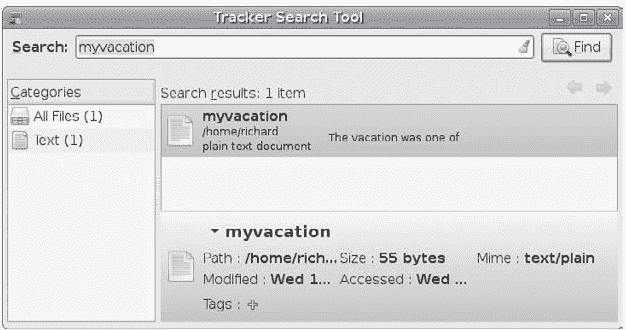 Tracker Search Tool
Search: myvacation Find
Categories
All Files (1)
Text (1)
Search results: 1 item
myvacation
/home/richard
plain text document The vacation was one of
myvacation
Path : /home/rich... Size : 55 bytes Mime : text/plain
Modified : Wed 1... Accessed : Wed ...
Tags :